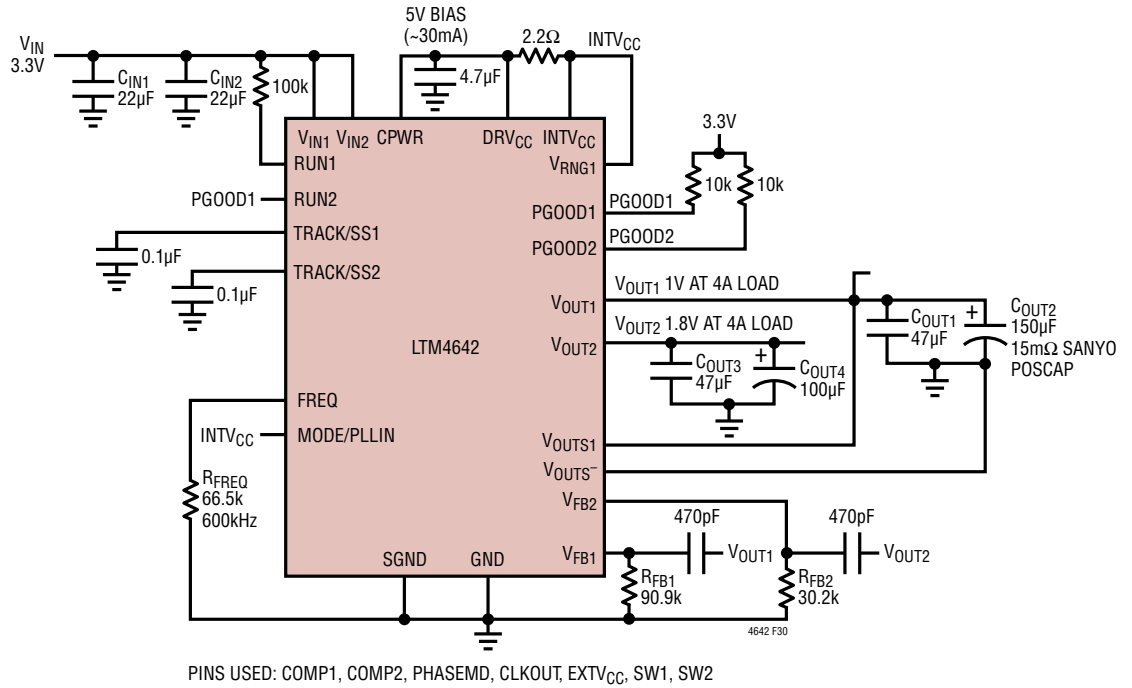 5V BIAS
(~30mA)
2.2Ω
INTVCC
VIN
3.3V
CIN1
22µF
CIN2
22µF
100k
4.7µF
VIN1
VIN2
CPWR
DRVCC
INTVCC
RUN1
VRNG1
3.3V
10k
10k
PGOOD1
RUN2
PGOOD1
PGOOD1
TRACK/SS1
PGOOD2
PGOOD2
0.1µF
TRACK/SS2
0.1µF
VOUT1
VOUT1 1V AT 4A LOAD
COUT1
47µF
+
COUT2
150µF
15mΩ SANYO
POSCAP
VOUT2
VOUT2 1.8V AT 4A LOAD
COUT3
47µF
+
COUT4
100µF
LTM4642
FREQ
INTVCC
MODE/PLLIN
VOUTS1
VOUTS–
RFREQ
66.5k
600kHz
VFB2
470pF
470pF
VFB1
VOUT1
VOUT2
SGND
GND
RFB1
90.9k
RFB2
30.2k
4642 F30
PINS USED: COMP1, COMP2, PHASEMD, CLKOUT, EXTVCC, SW1, SW2